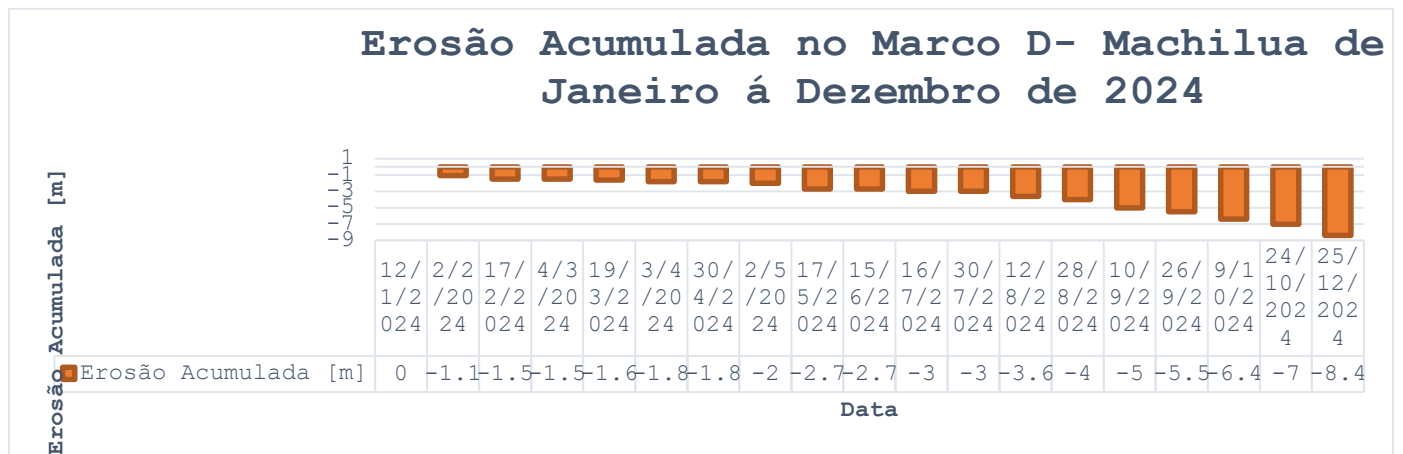 Erosão Acumulada no Marco D- Machilua de
Janeiro á Dezembro de 2024
Erosão Acumulada [m]
1
-1
-3
-5
-7
-9
12/1/2024 2/2/2024 17/2/2024 4/3/2024 19/3/2024 3/4/2024 30/4/2024 2/5/2024 17/5/2024 15/6/2024 16/7/2024 30/7/2024 12/8/2024 28/8/2024 10/9/2024 26/9/2024 9/10/2024 24/10/2024 25/12/2024
Erosão Acumulada [m] 0 -1.1 -1.5 -1.5 -1.6 -1.8 -1.8 -2 -2.7 -2.7 -3 -3 -3.6 -4 -5 -5.5 -6.4 -7 -8.4
Data